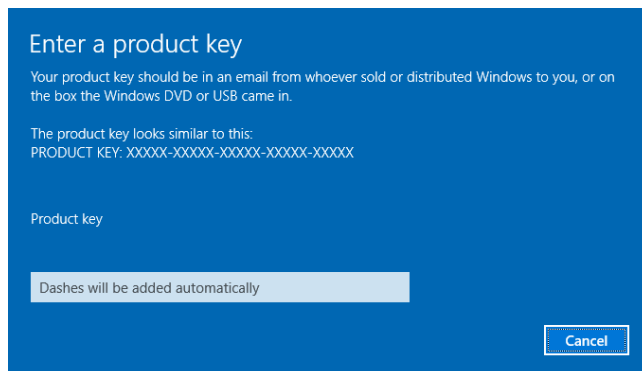 Enter a product key
Your product key should be in an email from whoever sold or distributed Windows to you, or on
the box the Windows DVD or USB came in.
The product key looks similar to this:
PRODUCT KEY: XXXXX-XXXXX-XXXXX-XXXXX-XXXXX
Product key
Dashes will be added automatically
Cancel